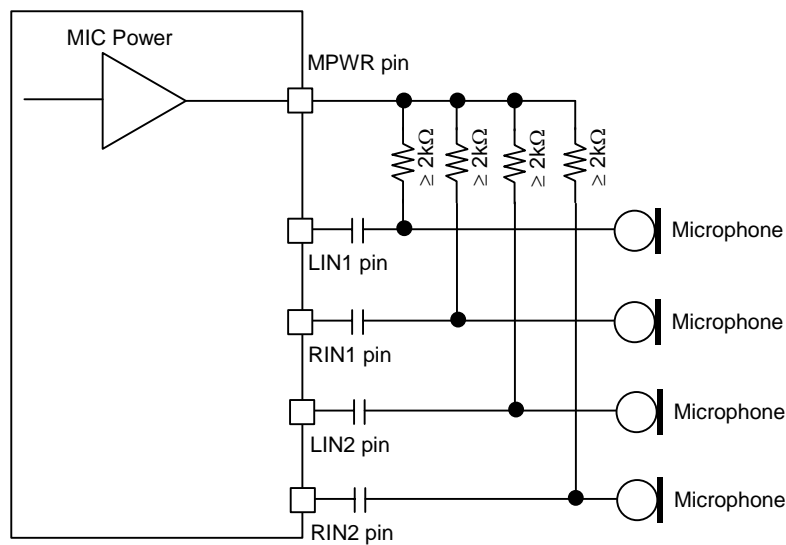 MIC Power
MPWR pin
≥ 2kΩ
≥ 2kΩ
≥ 2kΩ
≥ 2kΩ
LIN1 pin
Microphone
RIN1 pin
Microphone
LIN2 pin
Microphone
RIN2 pin
Microphone